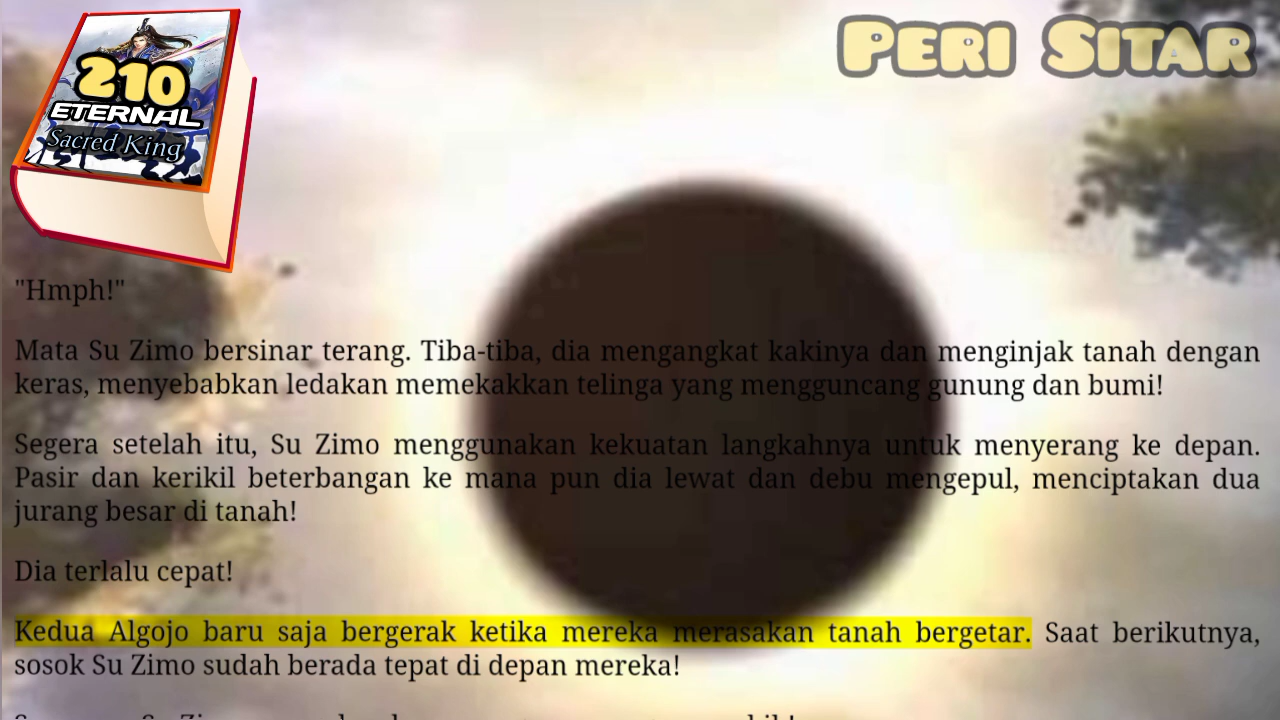 210
ETERNAL
Sacred King
PERI SITAR
"Hmph!"
Mata Su Zimo bersinar terang. Tiba-tiba, dia mengangkat kakinya dan menginjak tanah dengan
keras, menyebabkan ledakan memekakkan telinga yang mengguncang gunung dan bumi!
Segera setelah itu, Su Zimo menggunakan kekuatan langkahnya untuk menyerang ke depan.
Pasir dan kerikil beterbangan ke mana pun dia lewat dan debu mengepul, menciptakan dua
jurang besar di tanah!
Dia terlalu cepat!
Kedua Algojo baru saja bergerak ketika mereka merasakan tanah bergetar. Saat berikutnya,
sosok Su Zimo sudah berada tepat di depan mereka!